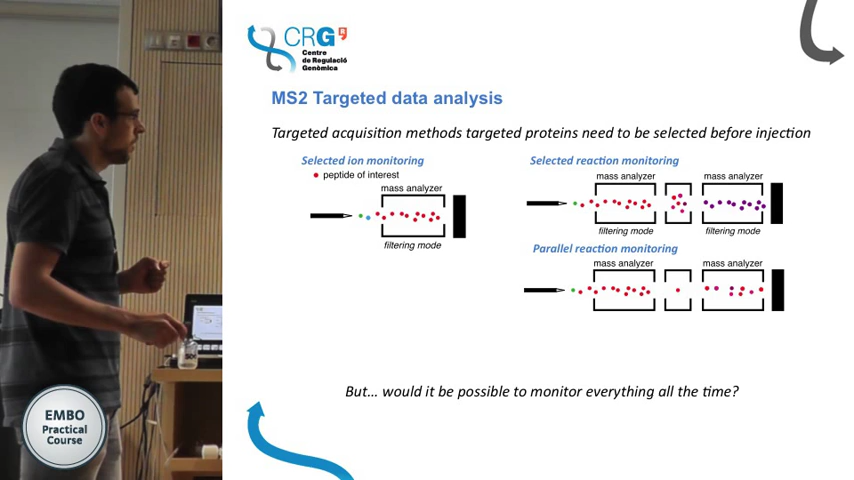 CRG
R
Centre
de Regulació
Genòmica
MS2 Targeted data analysis
Targeted acquisition methods targeted proteins need to be selected before injection
Selected ion monitoring
peptide of interest
mass analyzer
filtering mode
Selected reaction monitoring
mass analyzer mass analyzer
filtering mode filtering mode
Parallel reaction monitoring
mass analyzer mass analyzer
But... would it be possible to monitor everything all the time?
EMBO
Practical
Course